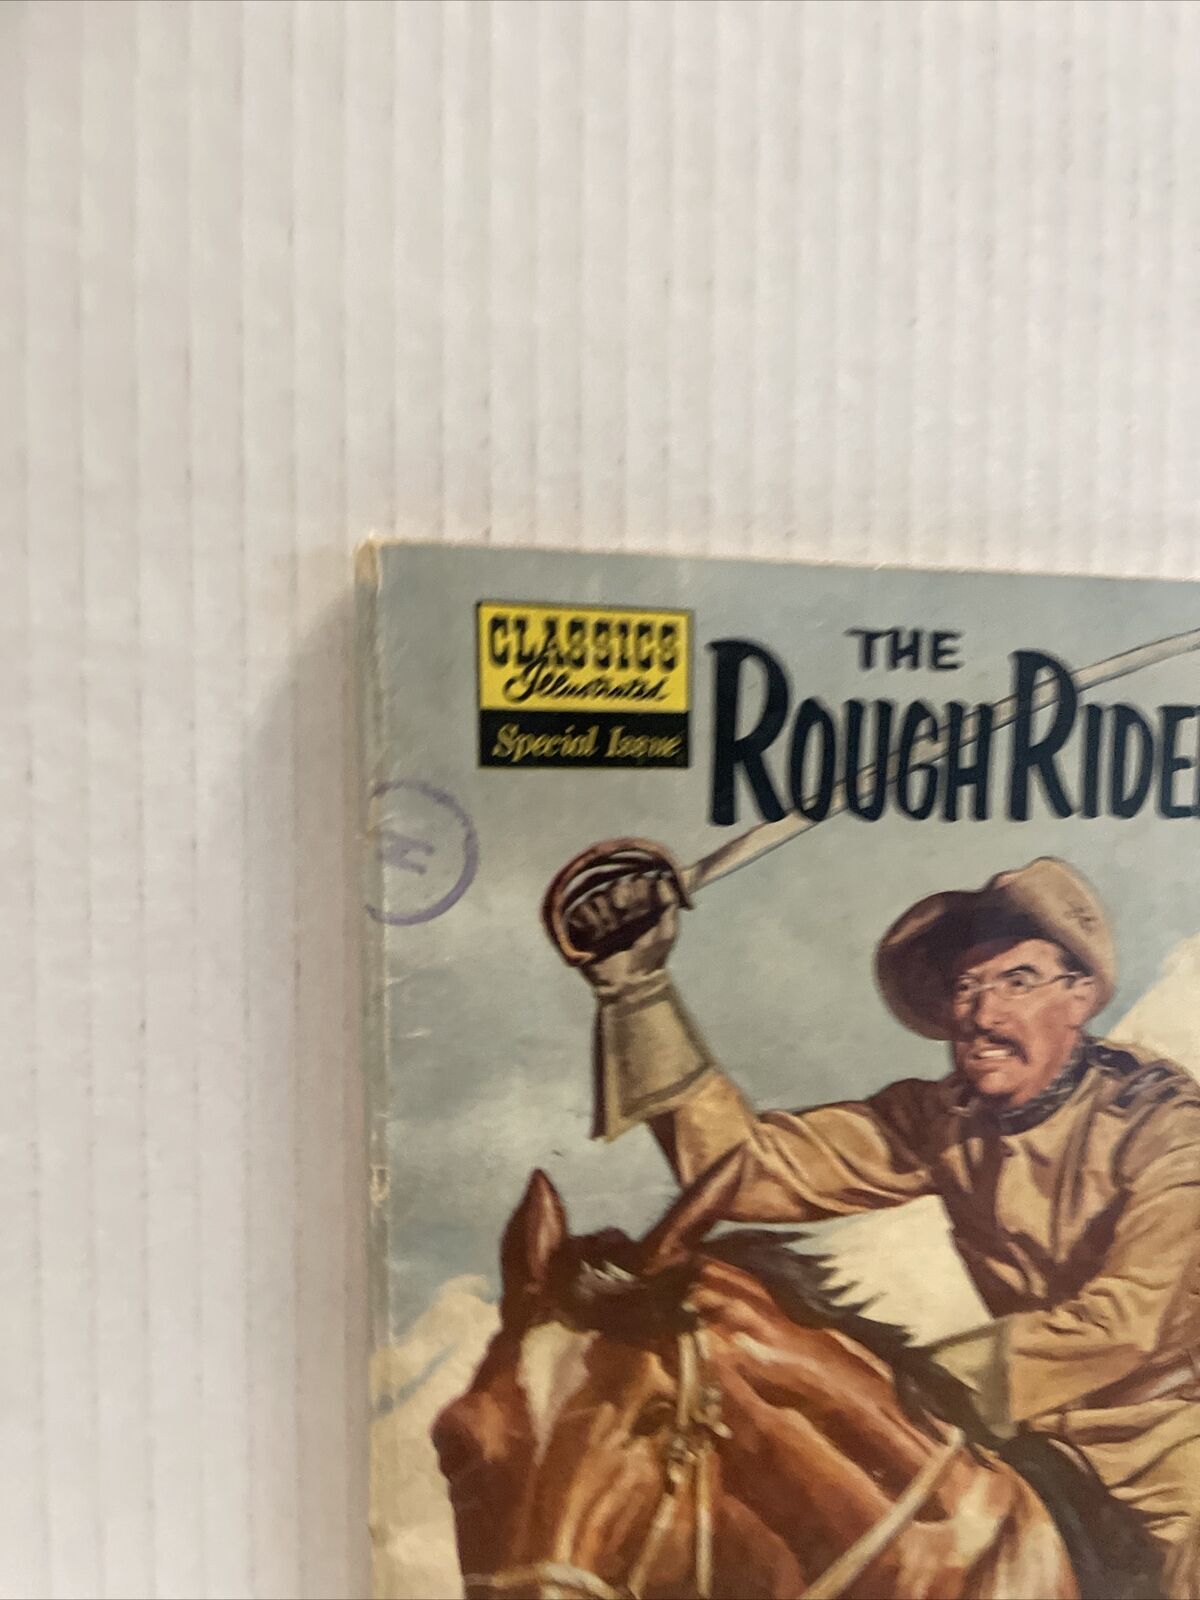 CLASSICS
Illustrated
Special Issue
THE
ROUGH RIDE